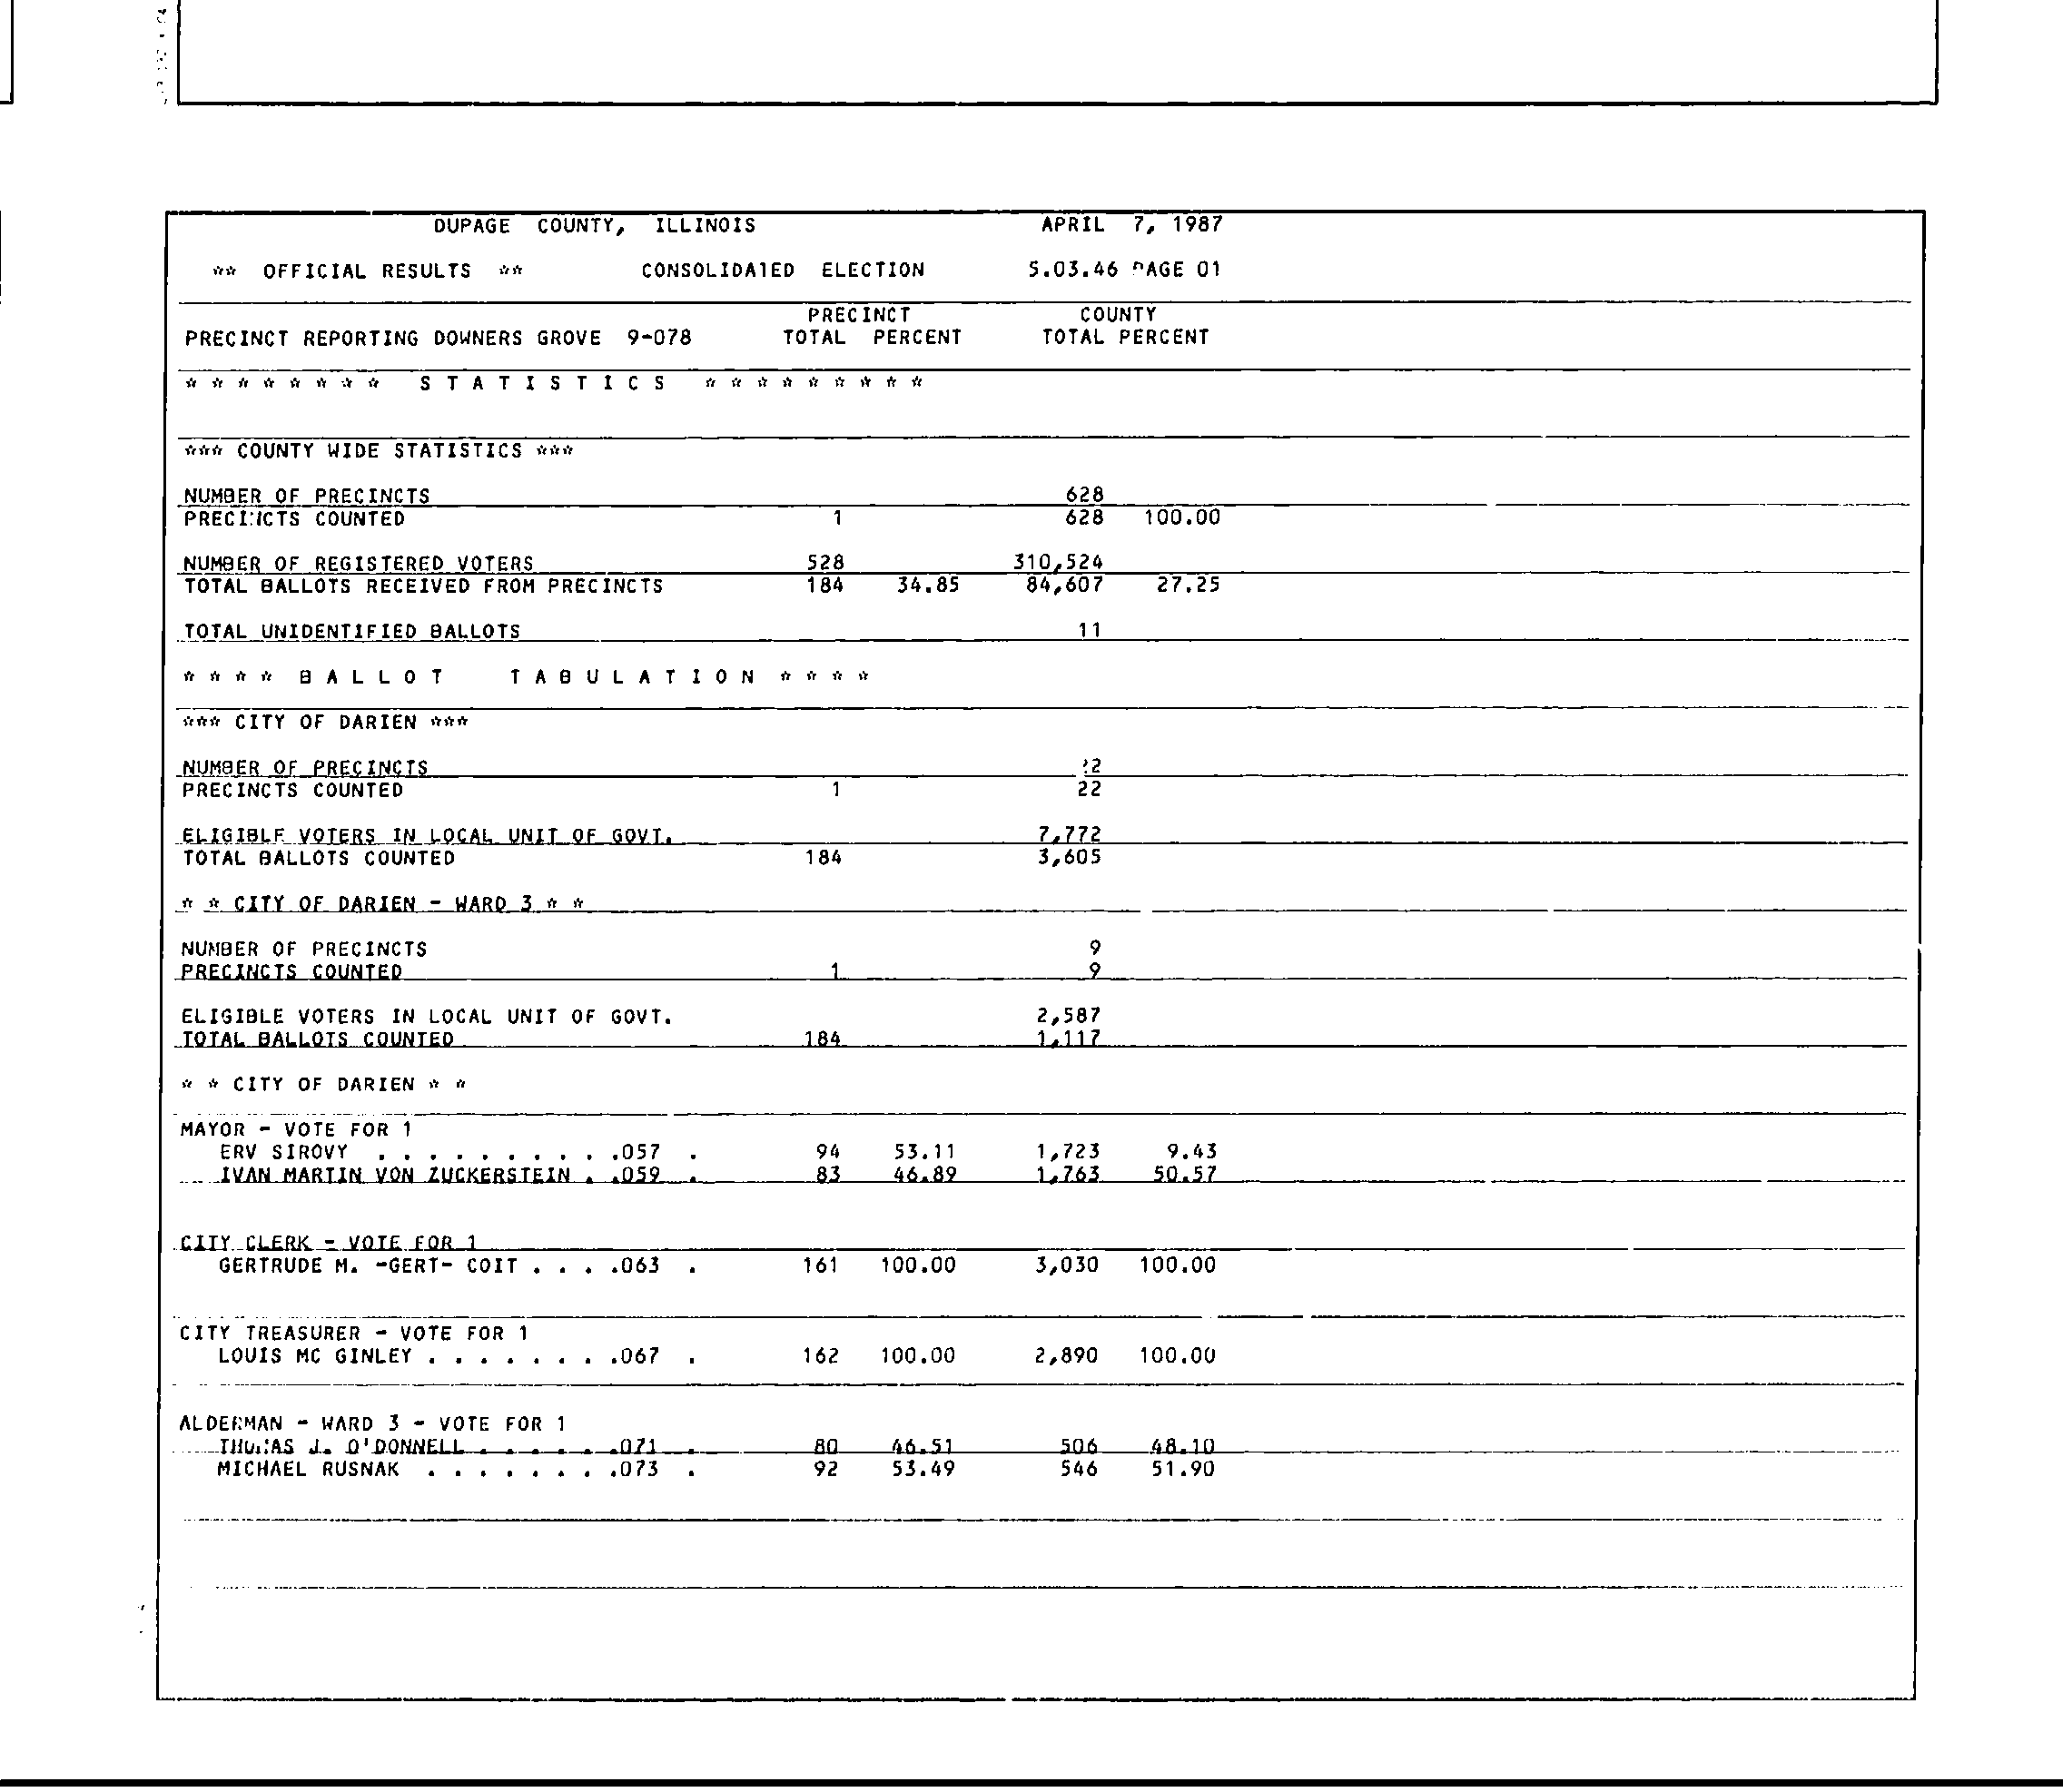 DUPAGE COUNTY, ILLINOIS APRIL 7, 1987
** OFFICIAL RESULTS ** CONSOLIDATED ELECTION 5.03.46 PAGE 01
PRECINCT COUNTY
PRECINCT REPORTING DOWNERS GROVE 9-078 TOTAL PERCENT TOTAL PERCENT
* * * * * * * * S T A T I S T I C S * * * * * * * * *
*** COUNTY WIDE STATISTICS ***
NUMBER OF PRECINCTS 628
PRECINCTS COUNTED 1 628 100.00
NUMBER OF REGISTERED VOTERS 528 310,524
TOTAL BALLOTS RECEIVED FROM PRECINCTS 184 34.85 84,607 27.25
TOTAL UNIDENTIFIED BALLOTS 11
* * * * B A L L O T T A B U L A T I O N * * * *
*** CITY OF DARIEN ***
NUMBER OF PRECINCTS 22
PRECINCTS COUNTED 1 22
ELIGIBLE VOTERS IN LOCAL UNIT OF GOVT. 7,772
TOTAL BALLOTS COUNTED 184 3,605
* * CITY OF DARIEN - WARD 3 * *
NUMBER OF PRECINCTS 9
PRECINCTS COUNTED 1 9
ELIGIBLE VOTERS IN LOCAL UNIT OF GOVT. 2,587
TOTAL BALLOTS COUNTED 184 1,117
* * CITY OF DARIEN * *
MAYOR - VOTE FOR 1
ERV SIROVY . . . . . . . . . .057 . 94 53.11 1,723 9.43
IVAN MARTIN VON ZUCKERSTEIN . .059 . 83 46.89 1,763 50.57
CITY CLERK - VOTE FOR 1
GERTRUDE M. -GERT- COIT . . . .063 . 161 100.00 3,030 100.00
CITY TREASURER - VOTE FOR 1
LOUIS MC GINLEY . . . . . . . .067 . 162 100.00 2,890 100.00
ALDERMAN - WARD 3 - VOTE FOR 1
THOMAS J. O'DONNELL . . . . . .071 . 80 46.51 506 48.10
MICHAEL RUSNAK . . . . . . . .073 . 92 53.49 546 51.90